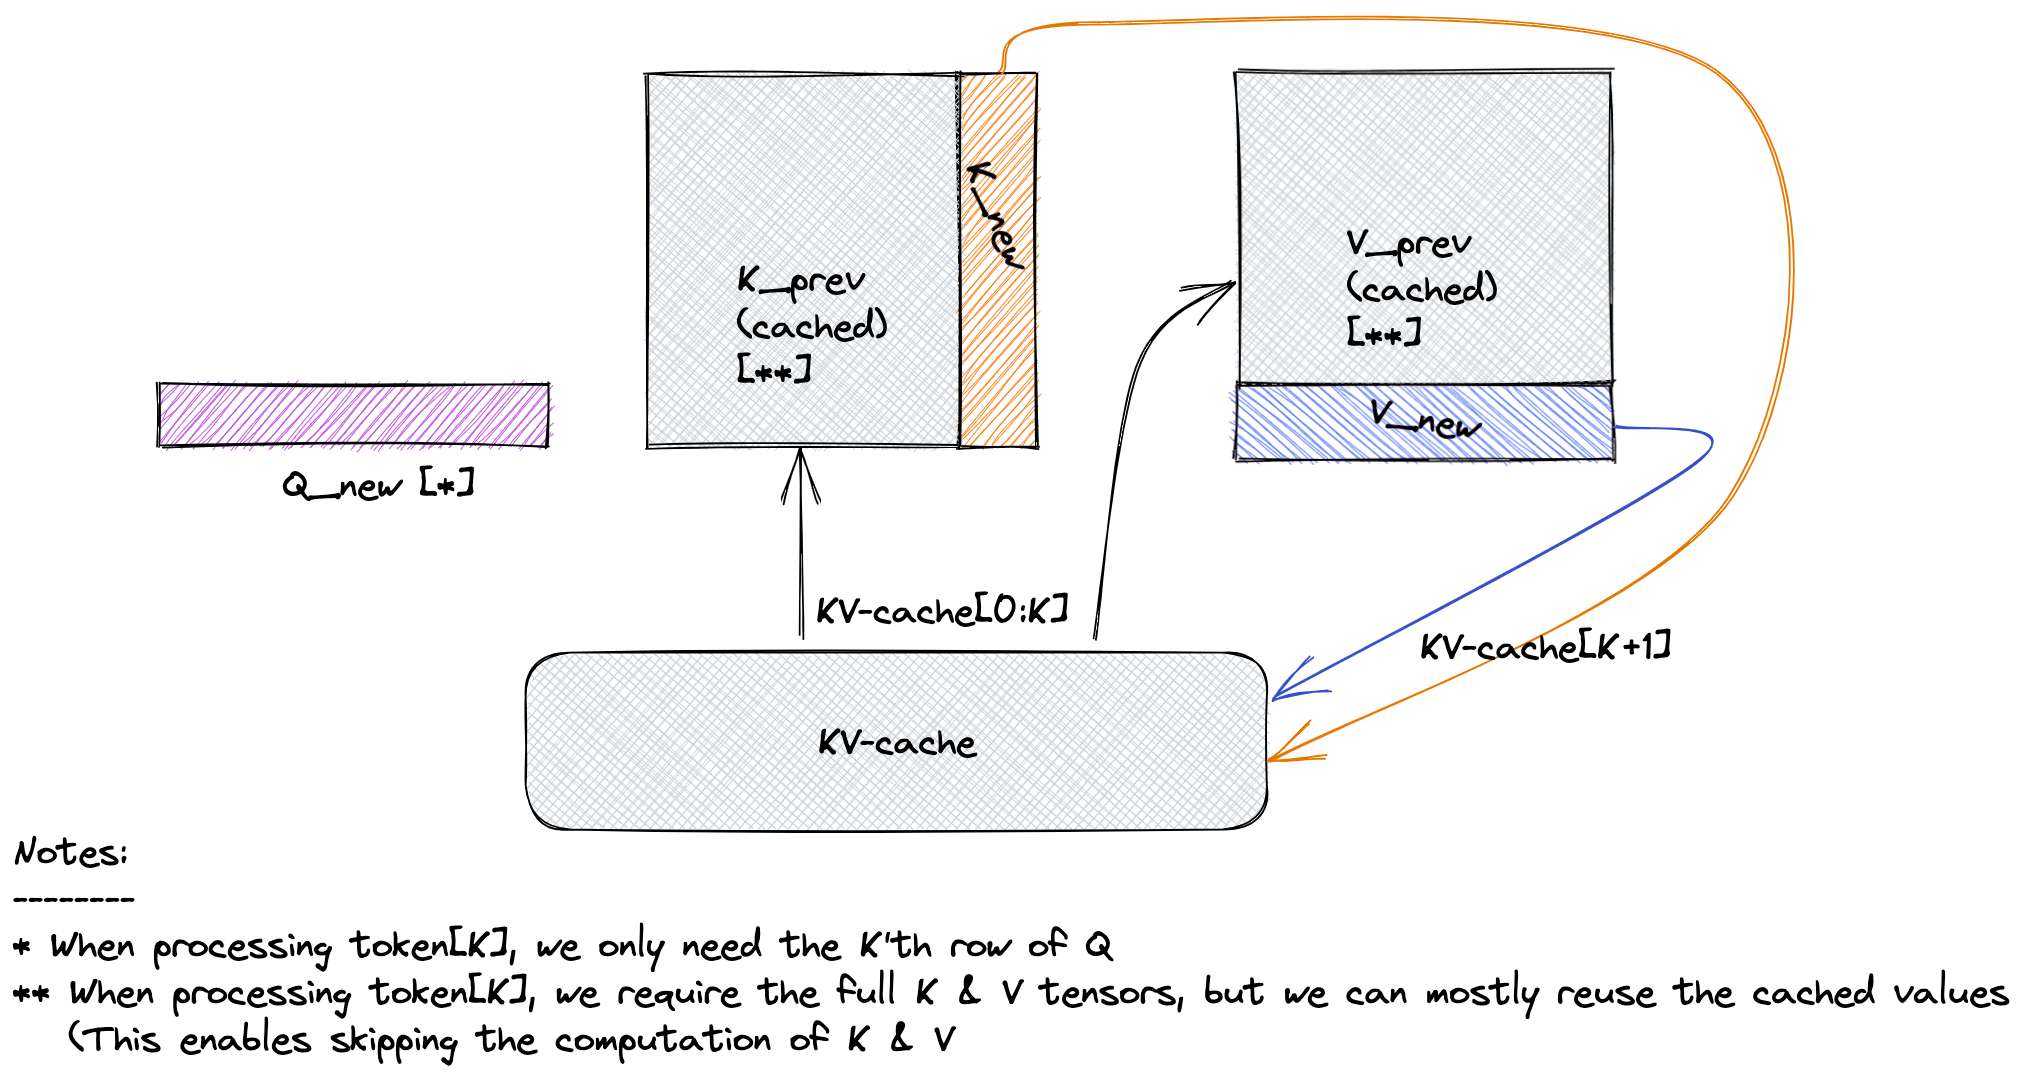 K_new
K_prev
(cached)
[**]
V_prev
(cached)
[**]
V_new
Q_new [*]
KV-cache[0:K]
KV-cache[K+1]
KV-cache
Notes:
--------
* When processing token[K], we only need the K'th row of Q
** When processing token[K], we require the full K & V tensors, but we can mostly reuse the cached values
(This enables skipping the computation of K & V